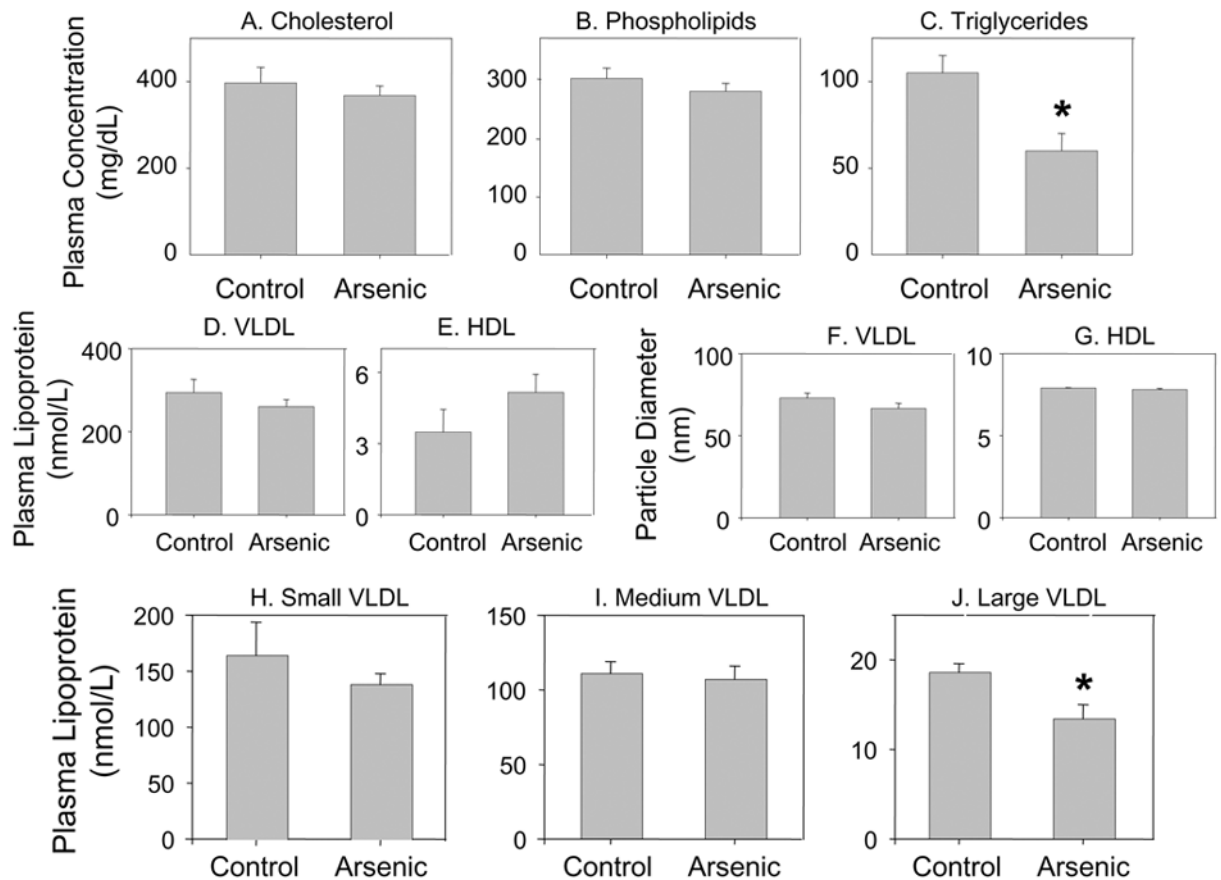 A. Cholesterol
B. Phospholipids
C. Triglycerides
Plasma Concentration
(mg/dL)
400
200
0
Control Arsenic
300
200
100
0
Control Arsenic
100
50
0
*
Control Arsenic
D. VLDL
E. HDL
F. VLDL
G. HDL
Plasma Lipoprotein
(nmol/L)
400
200
0
Control Arsenic
6
3
0
Control Arsenic
Particle Diameter
(nm)
100
50
0
Control Arsenic
10
5
0
Control Arsenic
H. Small VLDL
I. Medium VLDL
J. Large VLDL
Plasma Lipoprotein
(nmol/L)
200
150
100
50
0
Control Arsenic
150
100
50
0
Control Arsenic
20
10
0
*
Control Arsenic